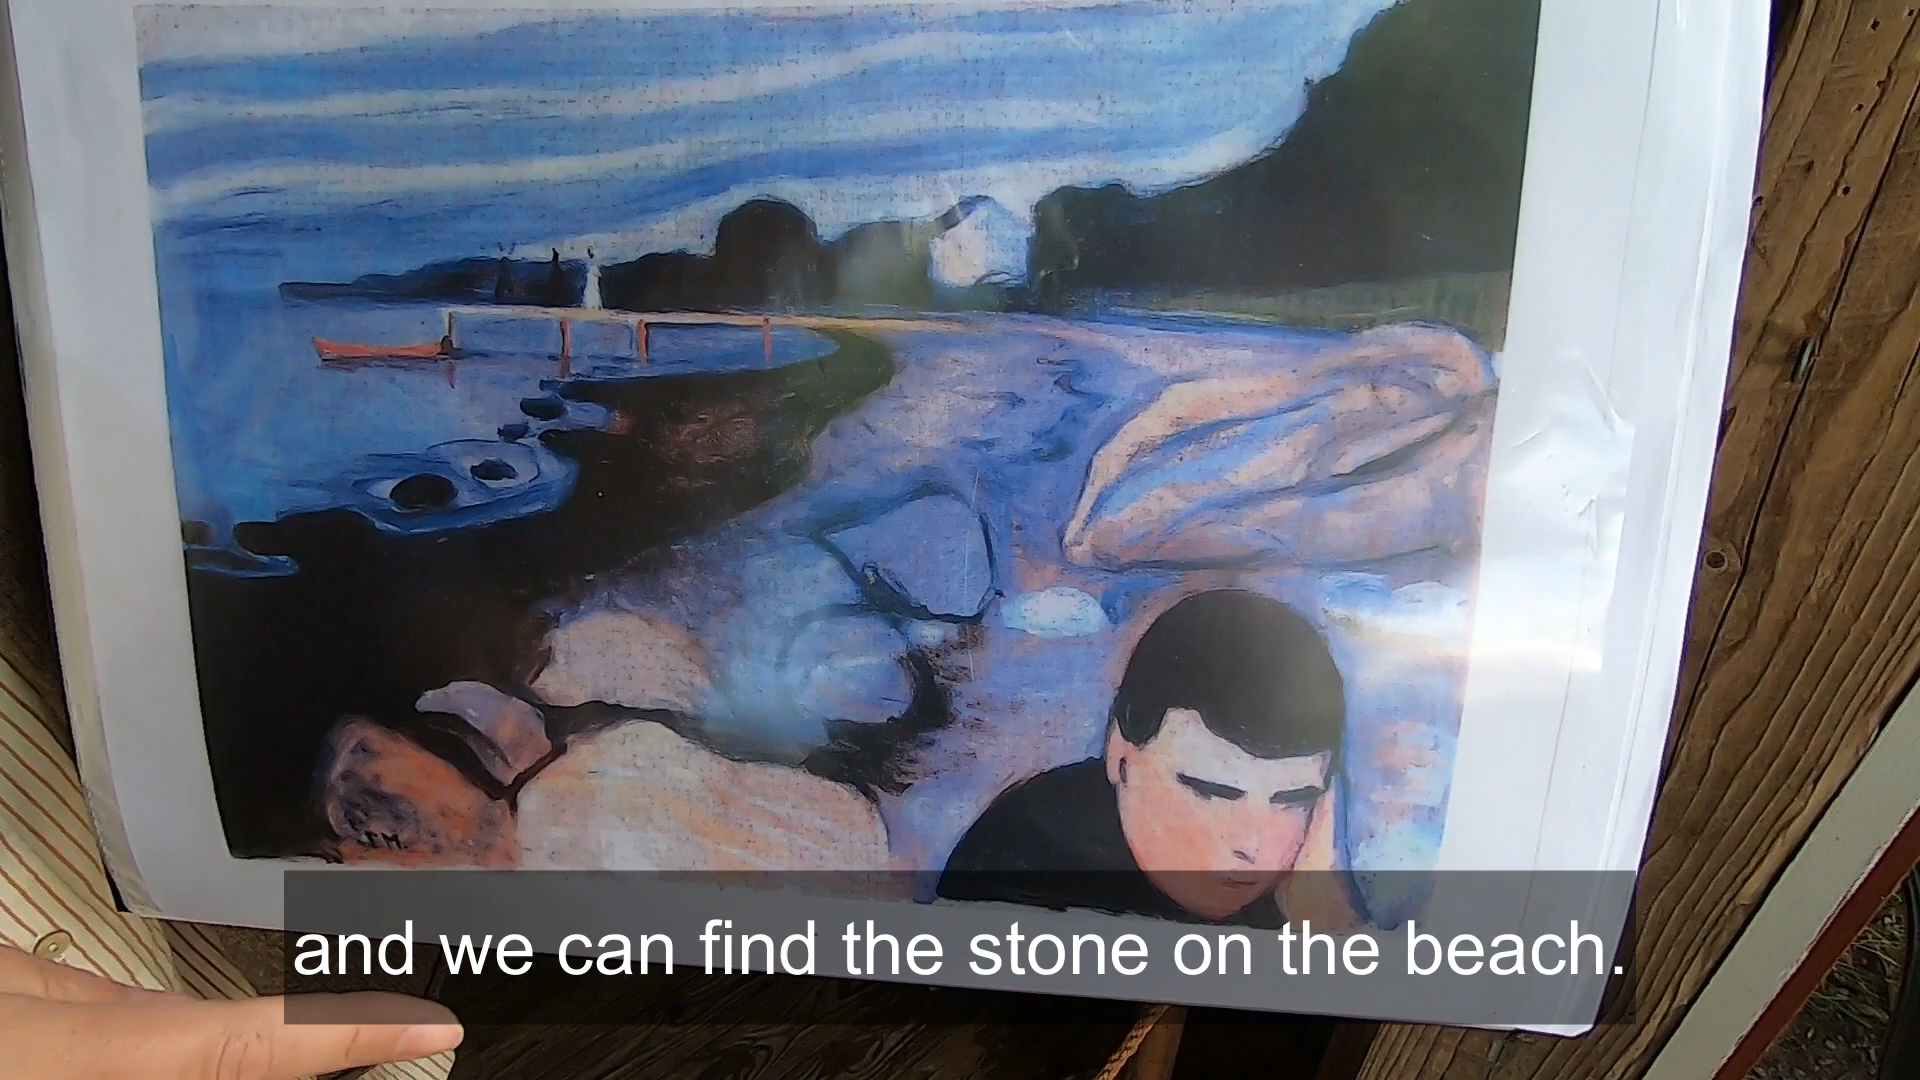 E.M.
and we can find the stone on the beach.